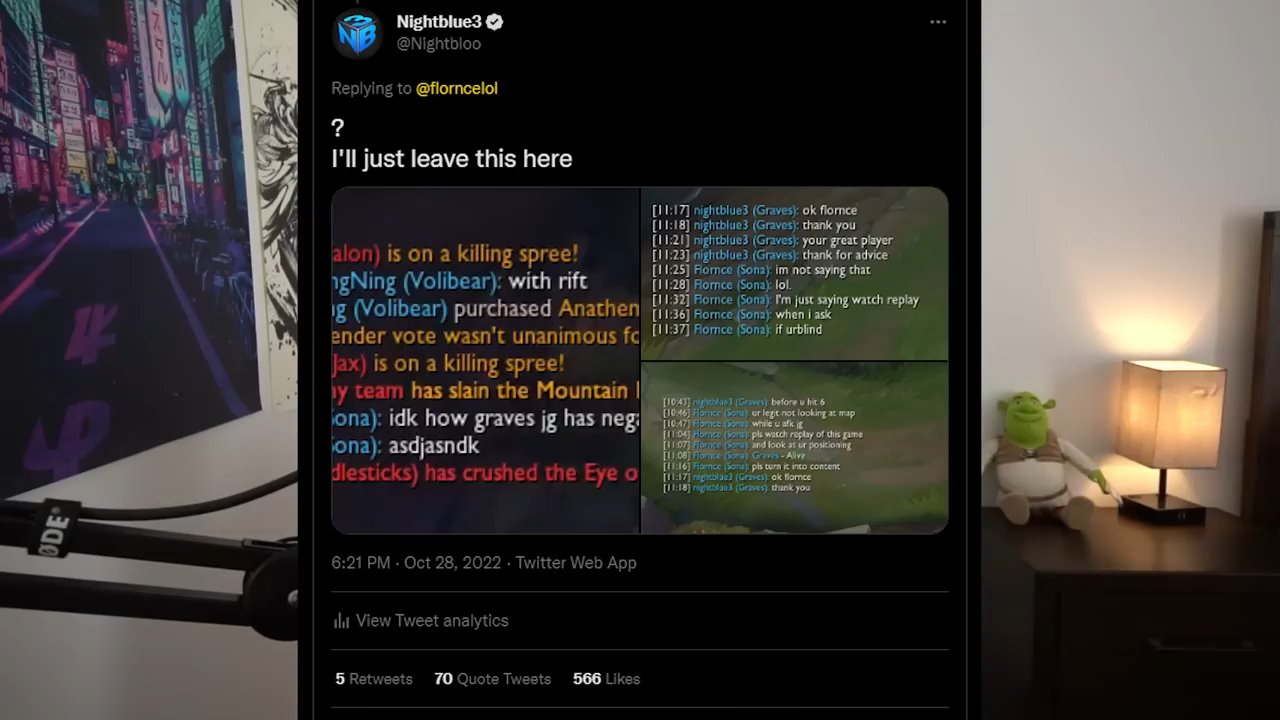 Nightblue3
@Nightbloo
Replying to @florncelol
?
I'll just leave this here
alon) is on a killing spree!
ngNing (Volibear): with rift
g (Volibear) purchased Anathen
ender vote wasn't unanimous fo
Jax) is on a killing spree!
y team has slain the Mountain
Sona): idk how graves jg has nega
Sona): asdjasndk
dlesticks) has crushed the Eye o
[11:17] nightblue3 (Graves): ok flornce
[11:18] nightblue3 (Graves): thank you
[11:21] nightblue3 (Graves): your great player
[11:23] nightblue3 (Graves): thank for advice
[11:25] Flornce (Sona): im not saying that
[11:28] Flornce (Sona): lol.
[11:32] Flornce (Sona): I'm just saying watch replay
[11:36] Flornce (Sona): when i ask
[11:37] Flornce (Sona): if urblind
[10:43] nightblue3 (Graves): before u hit 6
[10:46] Flornce (Sona): ur legit not looking at map
[10:47] Flornce (Sona): while u afk jg
[11:04] Flornce (Sona): pls watch replay of this game
[11:07] Flornce (Sona): and look at ur positioning
[11:08] Flornce (Sona): Graves - Alive
[11:16] Flornce (Sona): pls turn it into content
[11:17] nightblue3 (Graves): ok flornce
[11:18] nightblue3 (Graves): thank you
6:21 PM · Oct 28, 2022 · Twitter Web App
View Tweet analytics
5 Retweets 70 Quote Tweets 566 Likes
RØDE